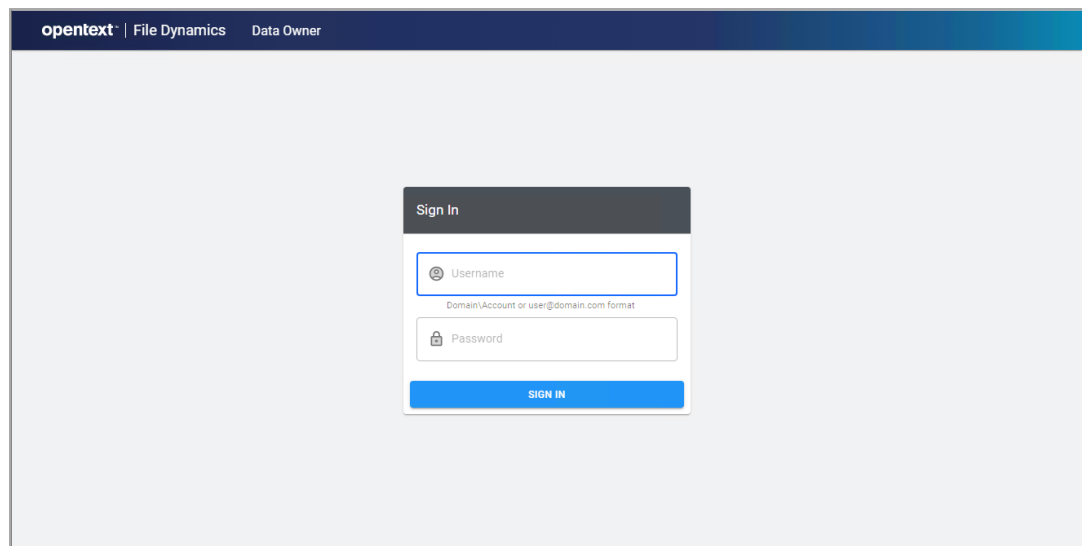 opentext™ | File Dynamics Data Owner
Sign In
Username
Domain\Account or user@domain.com format
Password
SIGN IN